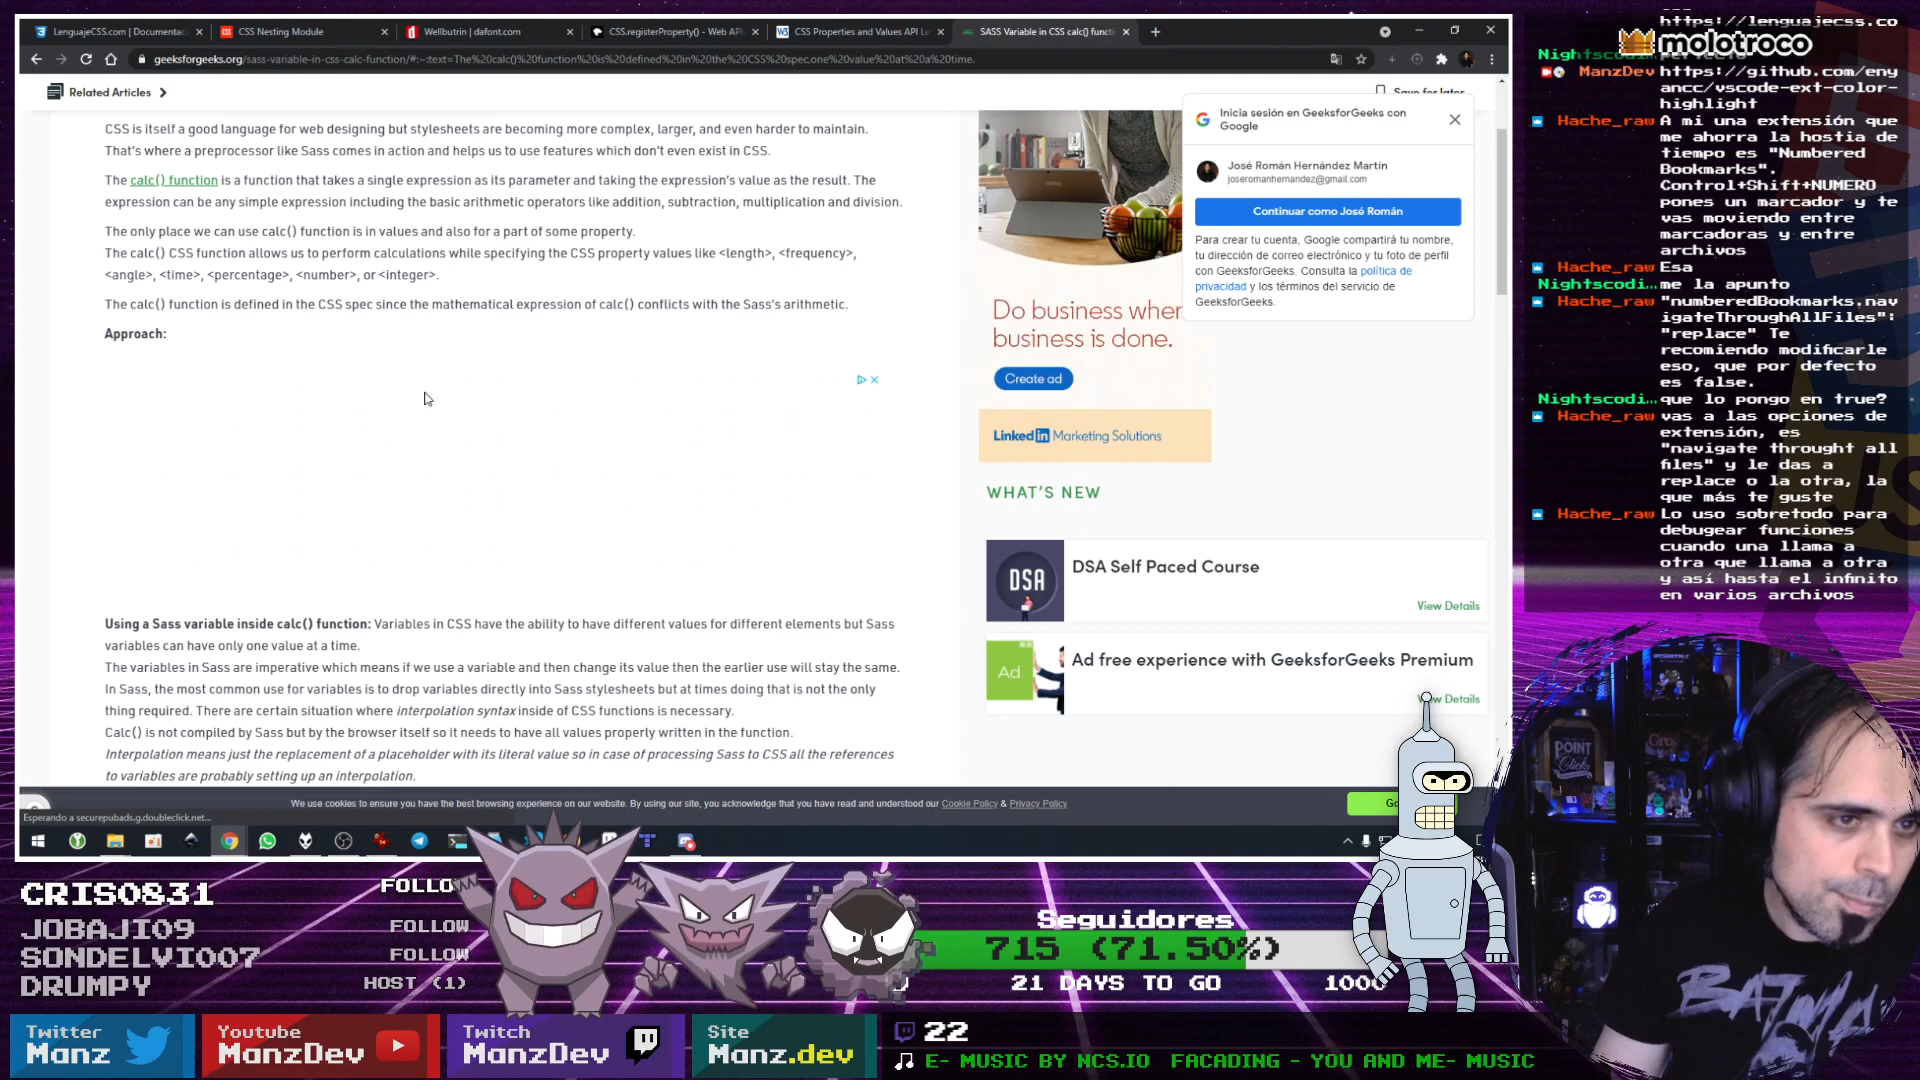 LenguajeCSS.com | Documentac
CSS Nesting Module
Wellbutrin | dafont.com
CSS.registerProperty() - Web API
CSS Properties and Values API Le
SASS Variable in CSS calc() functi
geeksforgeeks.org/sass-variable-in-css-calc-function/#:~:text=The%20calc()%20function%20is%20defined%20in%20the%20CSS%20spec,one%20value%20at%20a%20time.
Related Articles
Save for later
CSS is itself a good language for web designing but stylesheets are becoming more complex, larger, and even harder to maintain.
That's where a preprocessor like Sass comes in action and helps us to use features which don't even exist in CSS.
The calc() function is a function that takes a single expression as its parameter and taking the expression's value as the result. The
expression can be any simple expression including the basic arithmetic operators like addition, subtraction, multiplication and division.
The only place we can use calc() function is in values and also for a part of some property.
The calc() CSS function allows us to perform calculations while specifying the CSS property values like <length>, <frequency>,
<angle>, <time>, <percentage>, <number>, or <integer>.
The calc() function is defined in the CSS spec since the mathematical expression of calc() conflicts with the Sass's arithmetic.
Approach:
Using a Sass variable inside calc() function: Variables in CSS have the ability to have different values for different elements but Sass
variables can have only one value at a time.
The variables in Sass are imperative which means if we use a variable and then change its value then the earlier use will stay the same.
In Sass, the most common use for variables is to drop variables directly into Sass stylesheets but at times doing that is not the only
thing required. There are certain situation where interpolation syntax inside of CSS functions is necessary.
Calc() is not compiled by Sass but by the browser itself so it needs to have all values properly written in the function.
Interpolation means just the replacement of a placeholder with its literal value so in case of processing Sass to CSS all the references
to variables are probably setting up an interpolation.
Inicia sesión en GeeksforGeeks con
Google
José Román Hernández Martín
joseromanhernandez@gmail.com
Continuar como José Román
Para crear tu cuenta, Google compartirá tu nombre,
tu dirección de correo electrónico y tu foto de perfil
con GeeksforGeeks. Consulta la política de
privacidad y los términos del servicio de
GeeksforGeeks.
Do business wher
business is done.
Create ad
Linked in Marketing Solutions
WHAT'S NEW
DSA
DSA Self Paced Course
View Details
Ad
Ad free experience with GeeksforGeeks Premium
View Details
We use cookies to ensure you have the best browsing experience on our website. By using our site, you acknowledge that you have read and understood our Cookie Policy & Privacy Policy
Esperando a securepubads.g.doubleclick.net...
https://lenguajecss.co
molotroco
Nightscodi...
ManzDev https://github.com/eny
ancc/vscode-ext-color-
highlight
Hache_raw A mi una extensión que
me ahorra la hostia de
tiempo es "Numbered
Bookmarks".
Control+Shift+NUMERO
pones un marcador y te
vas moviendo entre
marcadoras y entre
archivos
Hache_raw Esa
Nightscodi... me la apunto
Hache_raw "numberedBookmarks.nav
igateThroughAllFiles":
"replace" Te
recomiendo modificarle
eso, que por defecto
es false.
Nightscodi... que lo pongo en true?
Hache_raw vas a las opciones de
extensión, es
"navigate throught all
files" y le das a
replace o la otra, la
que más te guste
Hache_raw Lo uso sobretodo para
debugear funciones
cuando una llama a
otra que llama a otra
y así hasta el infinito
en varios archivos
POINT
Click
CRIS0831 FOLLO
JOBAJI09 FOLLOW
SONDELVI007 FOLLOW
DRUMPY HOST (1)
Seguidores
715 (71.50%)
21 DAYS TO GO
1000
Twitter
Manz
Youtube
ManzDev
Twitch
ManzDev
Site
Manz.dev
22
E- MUSIC BY NCS.IO FACADING - YOU AND ME- MUSIC